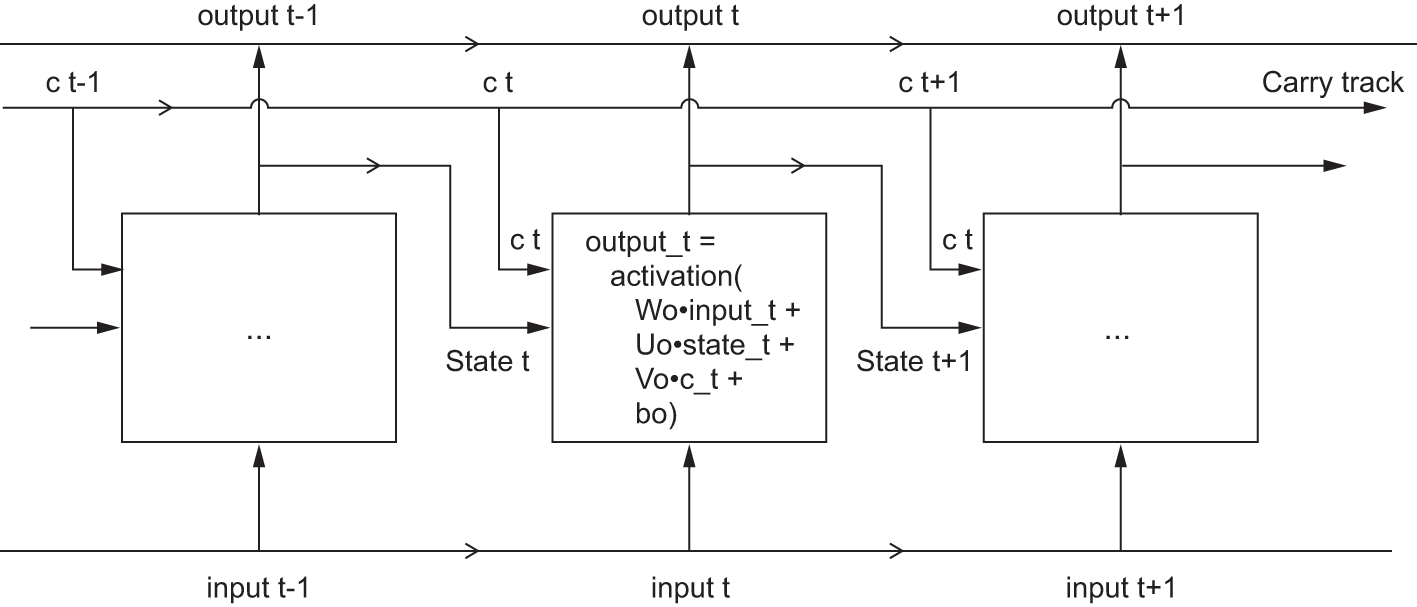 output t-1
output t
output t+1
c t-1
c t
c t+1
Carry track
c t
output_t =
activation(
Wo•input_t +
Uo•state_t +
Vo•c_t +
bo)
c t
...
...
State t
State t+1
input t-1
input t
input t+1